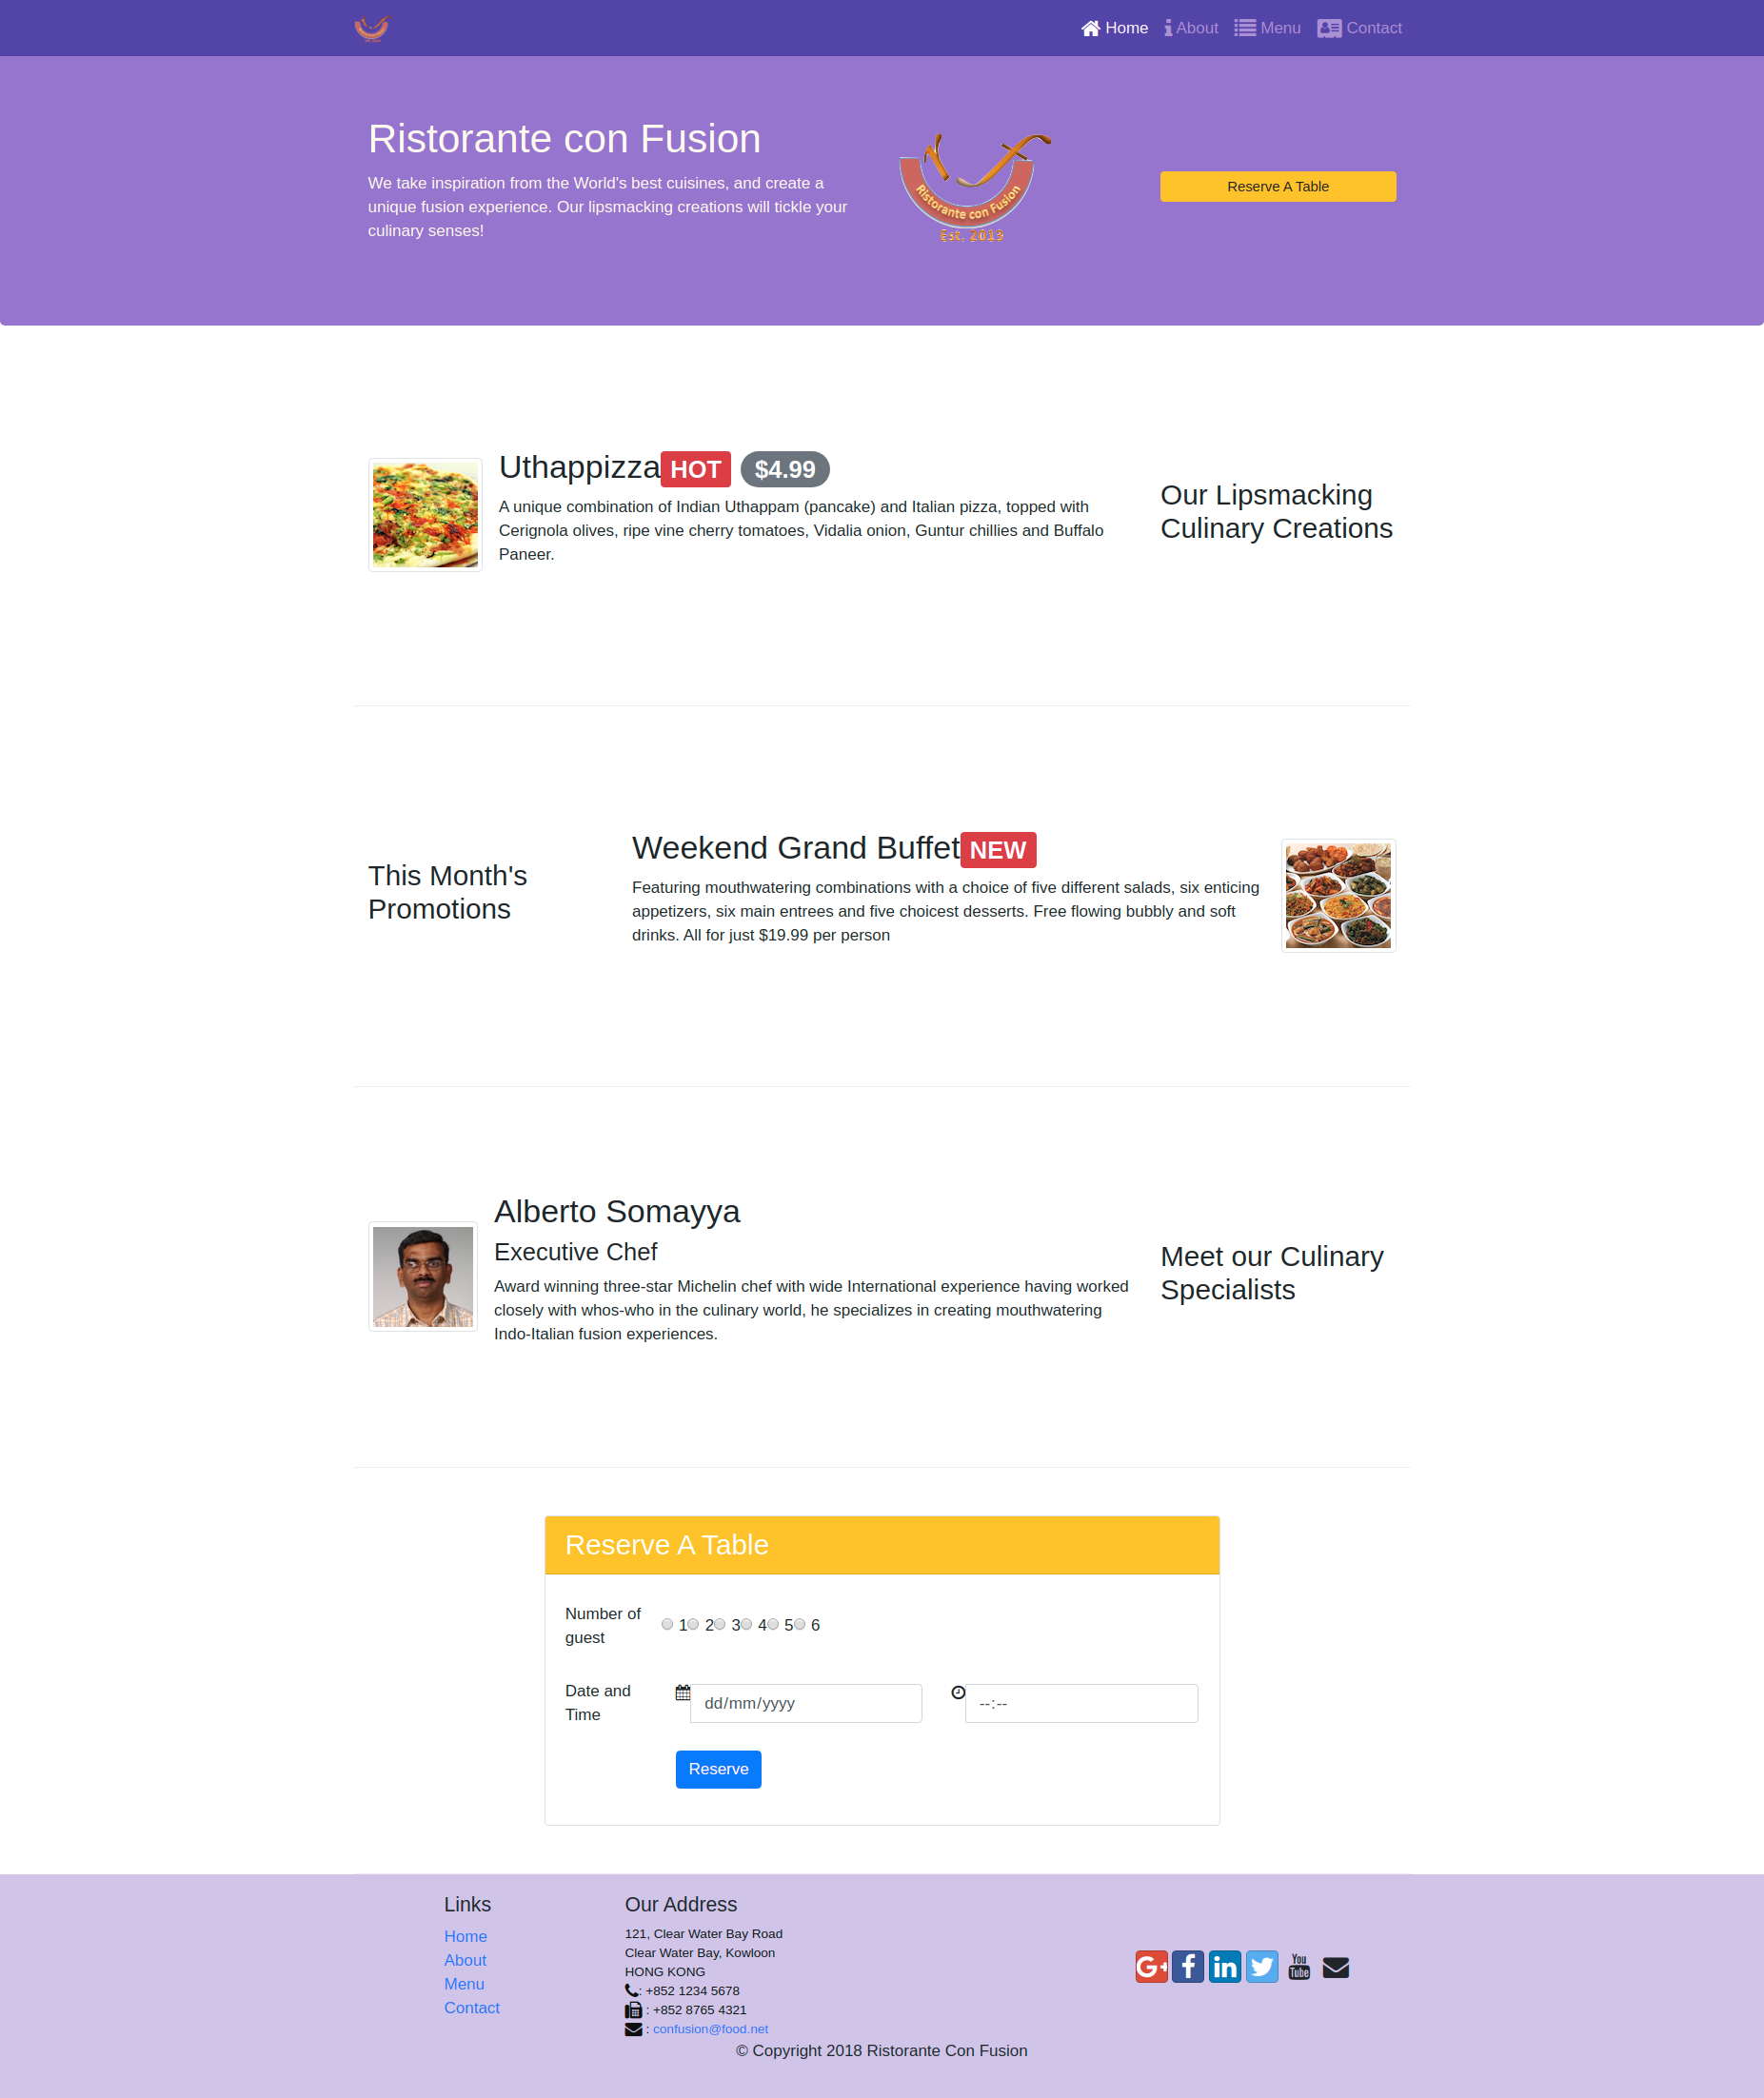 Home About Menu Contact
Ristorante con Fusion
We take inspiration from the World's best cuisines, and create a
unique fusion experience. Our lipsmacking creations will tickle your
culinary senses!
Ristorante con Fusion
Est. 2019
Reserve A Table
Uthappizza HOT $4.99
A unique combination of Indian Uthappam (pancake) and Italian pizza, topped with
Cerignola olives, ripe vine cherry tomatoes, Vidalia onion, Guntur chillies and Buffalo
Paneer.
Our Lipsmacking
Culinary Creations
This Month's
Promotions
Weekend Grand Buffet NEW
Featuring mouthwatering combinations with a choice of five different salads, six enticing
appetizers, six main entrees and five choicest desserts. Free flowing bubbly and soft
drinks. All for just $19.99 per person
Alberto Somayya
Executive Chef
Award winning three-star Michelin chef with wide International experience having worked
closely with whos-who in the culinary world, he specializes in creating mouthwatering
Indo-Italian fusion experiences.
Meet our Culinary
Specialists
Reserve A Table
Number of
guest
1 2 3 4 5 6
Date and
Time
dd/mm/yyyy
--:--
Reserve
Links
Home
About
Menu
Contact
Our Address
121, Clear Water Bay Road
Clear Water Bay, Kowloon
HONG KONG
: +852 1234 5678
: +852 8765 4321
: confusion@food.net
G+ f in You Tube
© Copyright 2018 Ristorante Con Fusion